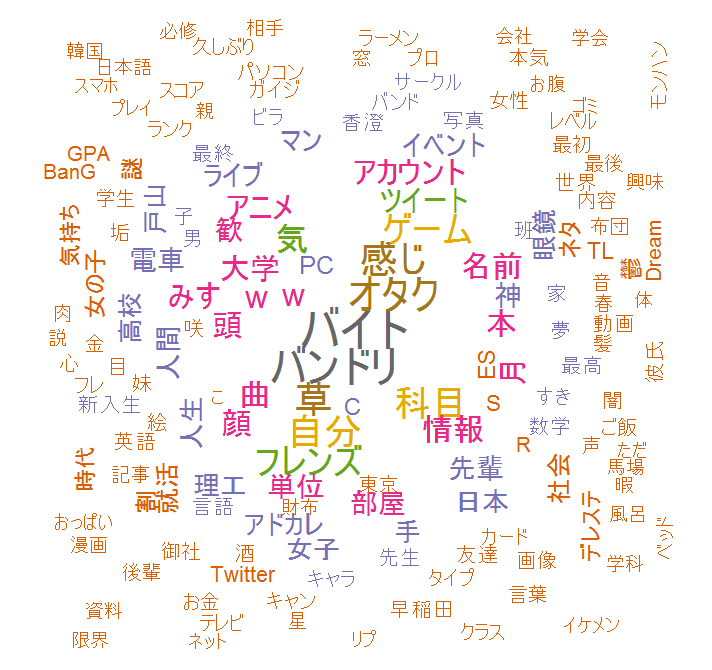 必修
相手
韓国
久しぶり
ラーメン
会社
学会
日本語
窓
プロ
本気
スマホ
スコア
パソコン
サークル
お腹
モンハン
プレイ
親
ガイジ
バンド
女性
ゴミ
ランク
ビラ
香澄
写真
レベル
GPA
謎
最終
マン
イベント
最初
BanG
ライブ
アカウント
最後
学生
戸山
子
アニメ
ツイート
世界
興味
内容
気持ち
垢
男
歓
気
ゲーム
班
眼鏡
ネタ
布団
電車
大学
PC
感じ
名前
TL
鬱
Dream
女の子
みす
w
w
オタク
神
家
音
春
体
肉
高校
咲
頭
バイト
本
夢
動画
説
金
人間
バンドリ
ES
月
髪
彼氏
心
目
最高
フレ
妹
こ
曲
草
C
科目
S
すき
闇
新入生
人生
顔
自分
情報
数学
ご飯
絵
英語
R
声
ただ
時代
記事
割
就活
理工
フレンズ
先輩
社会
馬場
単位
東京
暇
おっぱい
言語
財布
部屋
日本
デレステ
風呂
アドカレ
手
漫画
御社
酒
女子
先生
友達
カード
画像
学科
ベッド
後輩
Twitter
キャラ
タイプ
言葉
資料
お金
キャン
早稲田
限界
テレビ
星
クラス
イケメン
ネット
リプ